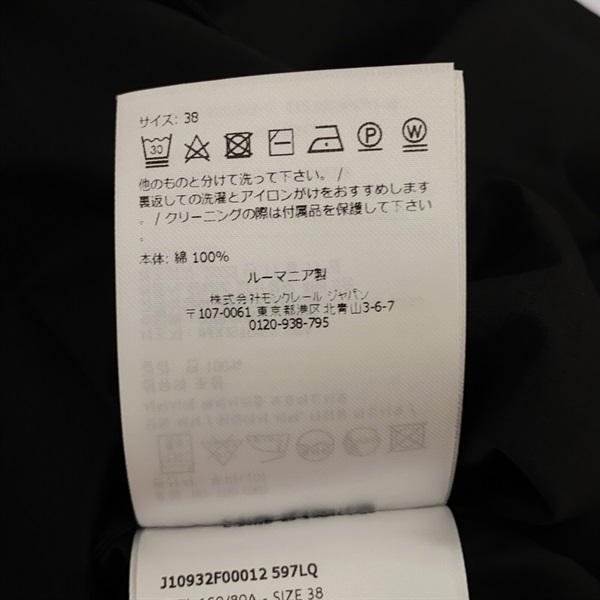 サイズ: 38
30
P
W
他のものと分けて洗って下さい。 /
裏返しての洗濯とアイロンがけをおすすめします
。 / クリーニングの際は付属品を保護して下さい
。
本体: 綿 100%
ルーマニア製
株式会社モンクレール ジャパン
〒107-0061 東京都港区北青山3-6-7
0120-938-795
J10932F00012 597LQ
160/80A - SIZE 38